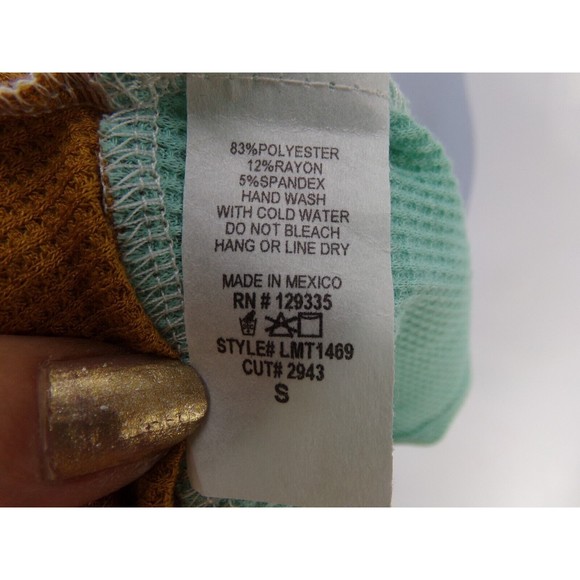 83%POLYESTER
12%RAYON
5%SPANDEX
HAND WASH
WITH COLD WATER
DO NOT BLEACH
HANG OR LINE DRY
MADE IN MEXICO
RN # 129335
STYLE# LMT1469
CUT# 2943
S